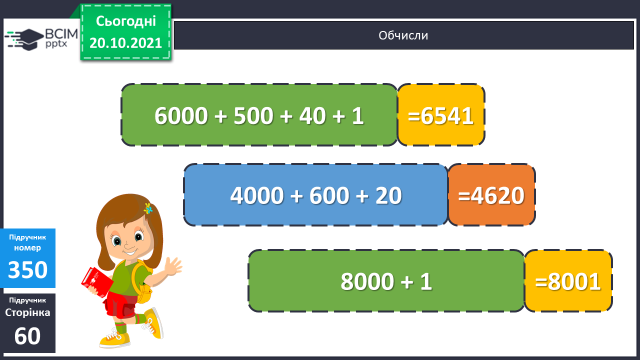 BCIM
pptx
Сьогодні
20.10.2021
Обчисли
6000 + 500 + 40 + 1 =6541
4000 + 600 + 20 =4620
8000 + 1 =8001
Підручник
номер
350
Підручник
Сторінка
60